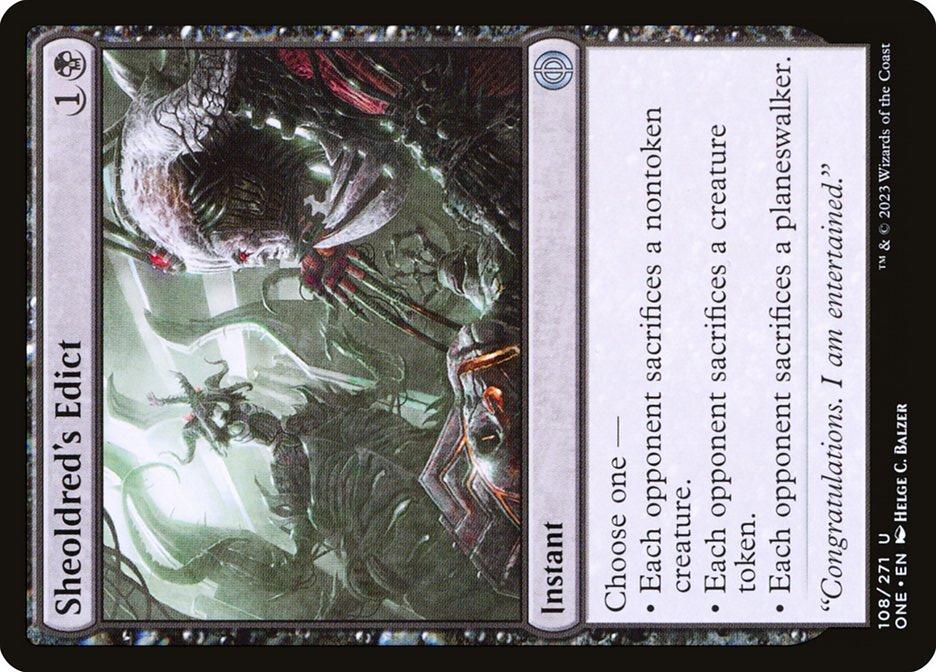 Sheoldred's Edict
1
Instant
Choose one —
• Each opponent sacrifices a nontoken
creature.
• Each opponent sacrifices a creature
token.
• Each opponent sacrifices a planeswalker.
"Congratulations. I am entertained."
108/271 U
ONE • EN HELGE C. BALZER
™ & © 2023 Wizards of the Coast